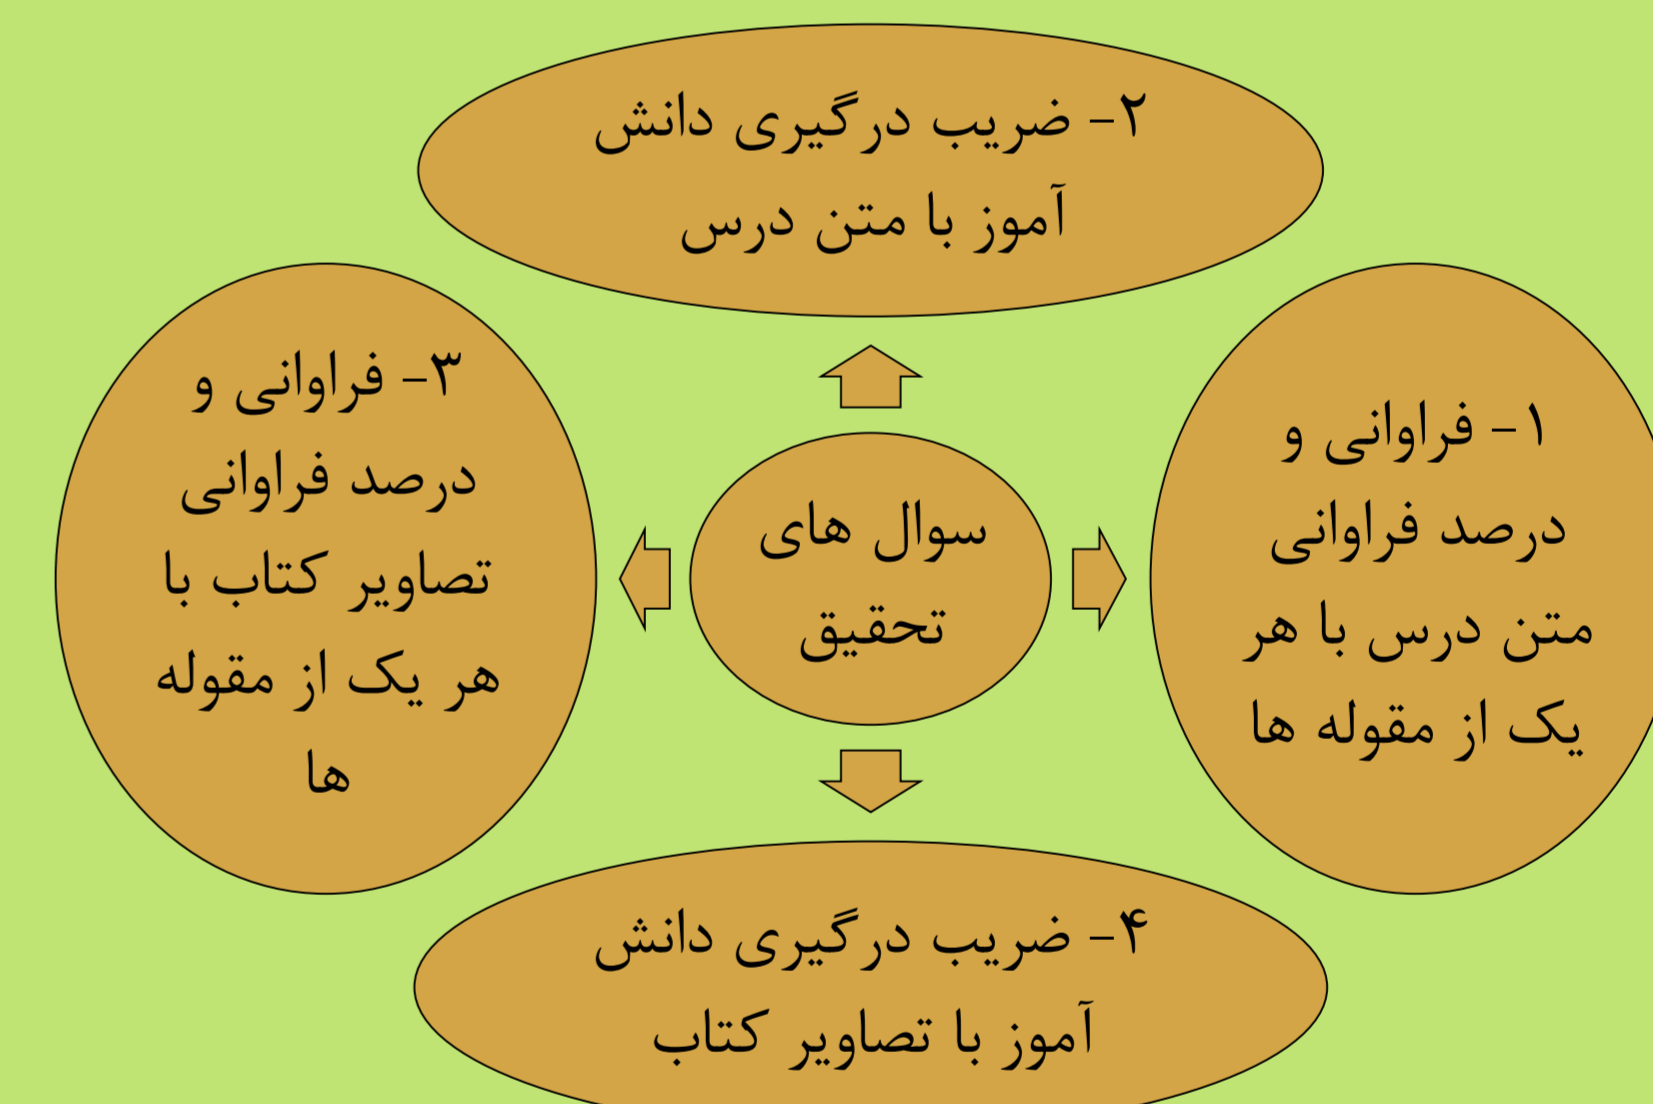 ۲- ضریب درگیری دانش
آموز با متن درس
۱- فراوانی و
درصد فراوانی
متن درس با هر
یک از مقوله ها
سوال های
تحقیق
۳- فراوانی و
درصد فراوانی
تصاویر کتاب با
هر یک از مقوله
ها
۴- ضریب درگیری دانش
آموز با تصاویر کتاب